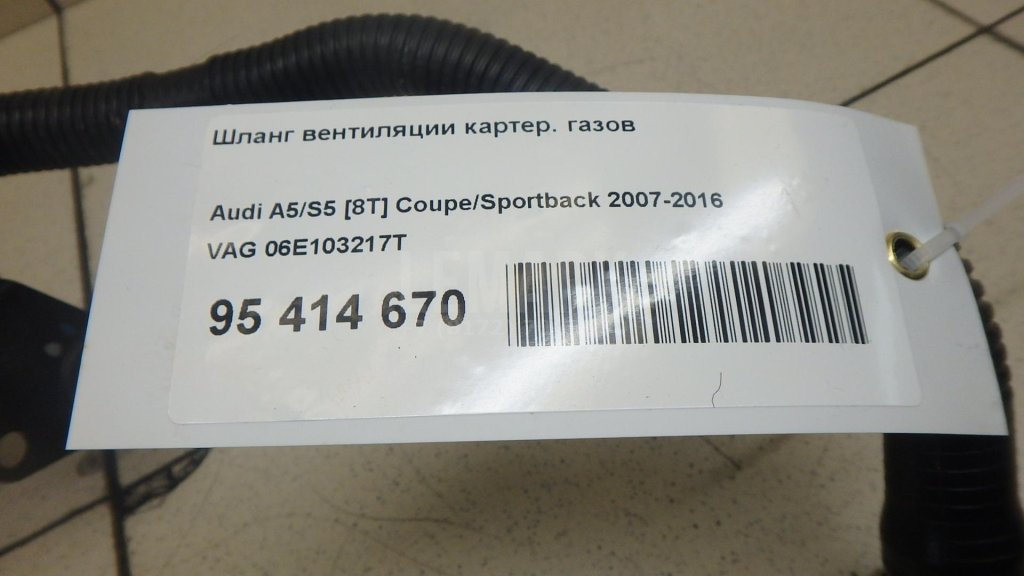 Шланг вентиляции картер. газов
Audi A5/S5 [8T] Coupe/Sportback 2007-2016
VAG 06E103217T
95 414 670